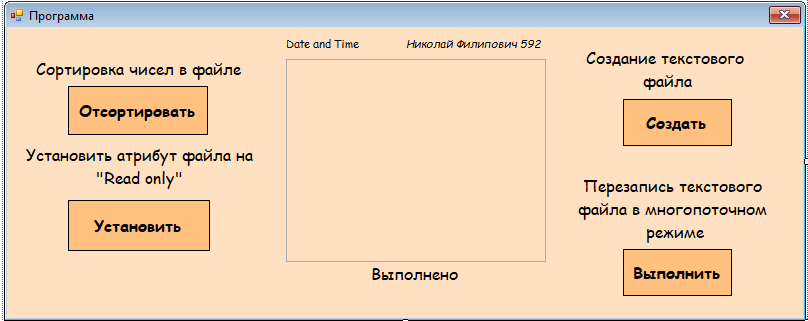 Программа
Date and Time
Николай Филипович 592
Сортировка чисел в файле
Отсортировать
Установить атрибут файла на
"Read only"
Установить
Выполнено
Создание текстового
файла
Создать
Перезапись текстового
файла в многопоточном
режиме
Выполнить